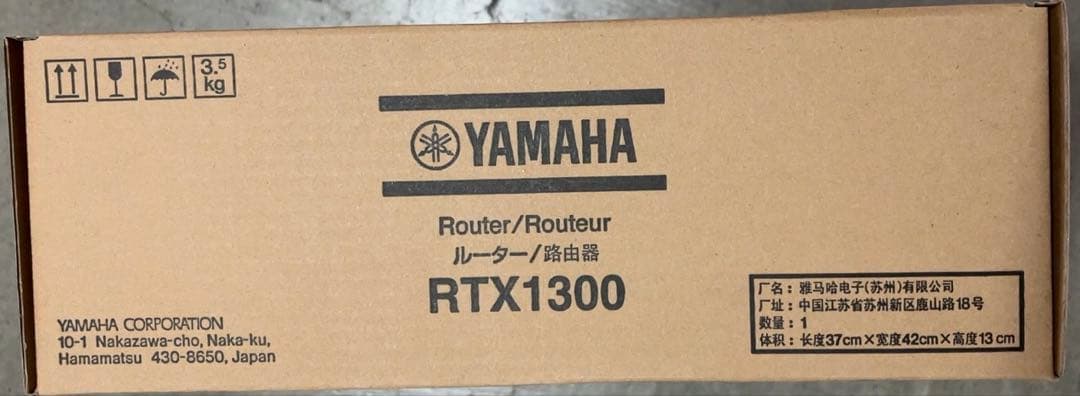 3.5
kg
YAMAHA
Router/Routeur
ルーター/路由器
RTX1300
YAMAHA CORPORATION
10-1 Nakazawa-cho, Naka-ku,
Hamamatsu 430-8650, Japan
厂名：雅马哈电子(苏州)有限公司
厂址：中国江苏省苏州新区鹿山路18号
数量：1
体积：长度37cm×宽度42cm×高度13cm